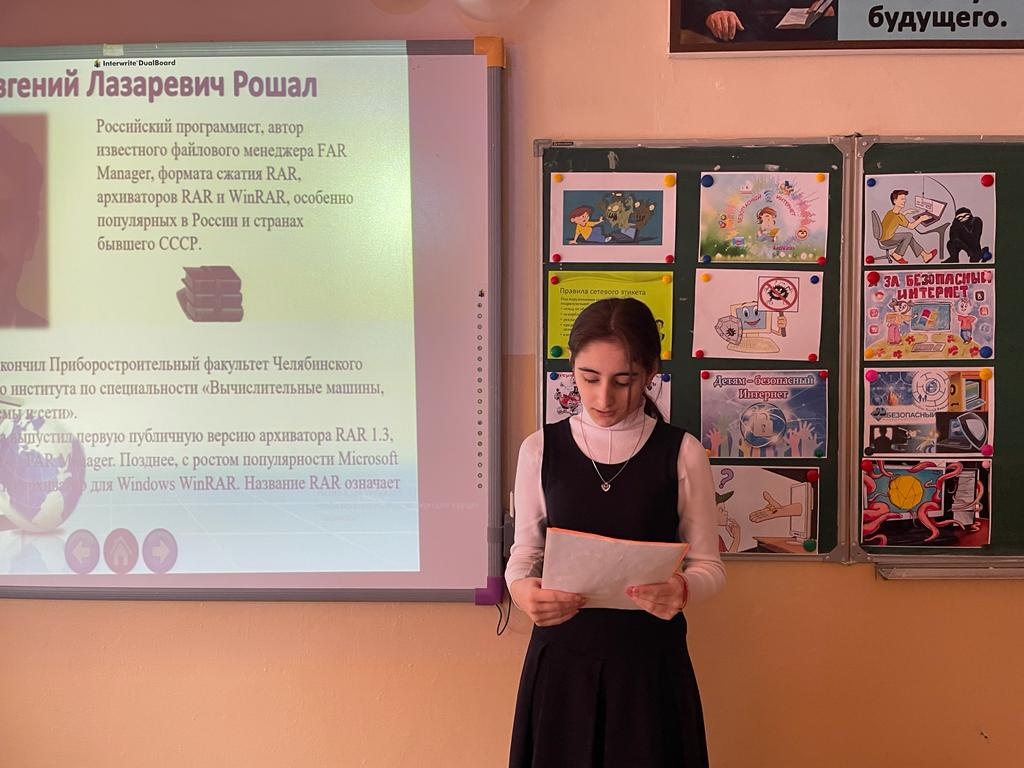 Interwrite DualBoard
вгений Лазаревич Рошал
Российский программист, автор
известного файлового менеджера FAR
Manager, формата сжатия RAR,
архиваторов RAR и WinRAR, особенно
популярных в России и странах
бывшего СССР.
кончил Приборостроительный факультет Челябинского
о института по специальности «Вычислительные машины,
емы и сети».
выпустил первую публичную версию архиватора RAR 1.3,
FAR Manager. Позднее, с ростом популярности Microsoft
для Windows WinRAR. Название RAR означает
будущего.
БЕЗОПАСНЫЙ ИНТЕРНЕТ
Правила сетевого этикета
ЗА БЕЗОПАСНЫЙ
ИНТЕРНЕТ
Детям - безопасный
Интернет
БЕЗОПАСНЫЙ